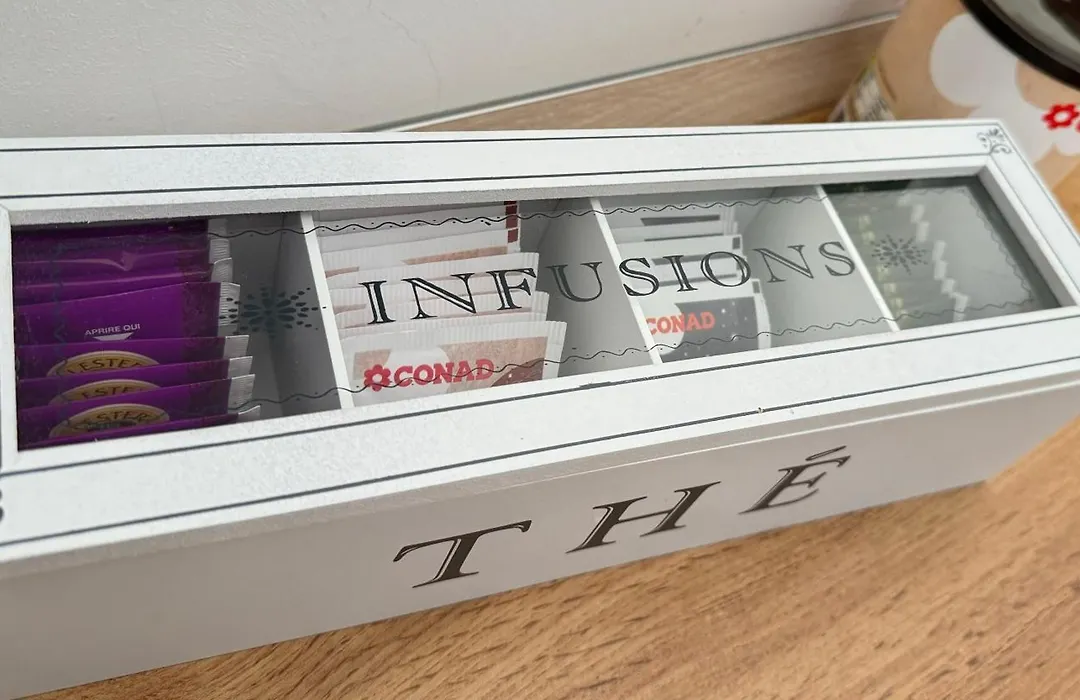 INFUSIONS
APRIRE QUI
CONAD
CONAD
THÉ